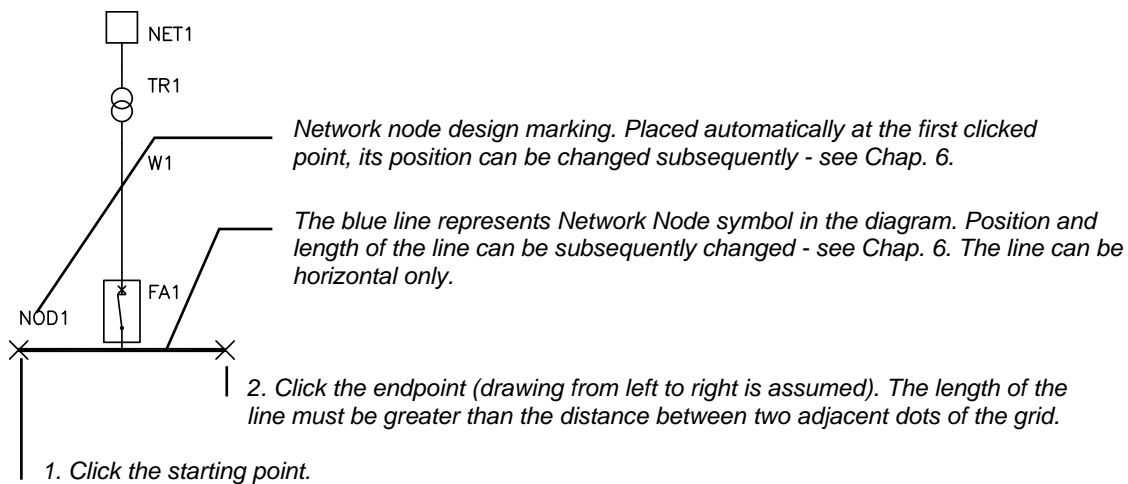 NET1
TR1
Network node design marking. Placed automatically at the first clicked
point, its position can be changed subsequently - see Chap. 6.
W1
The blue line represents Network Node symbol in the diagram. Position and
length of the line can be subsequently changed - see Chap. 6. The line can be
horizontal only.
FA1
NOD1
2. Click the endpoint (drawing from left to right is assumed). The length of the
line must be greater than the distance between two adjacent dots of the grid.
1. Click the starting point.